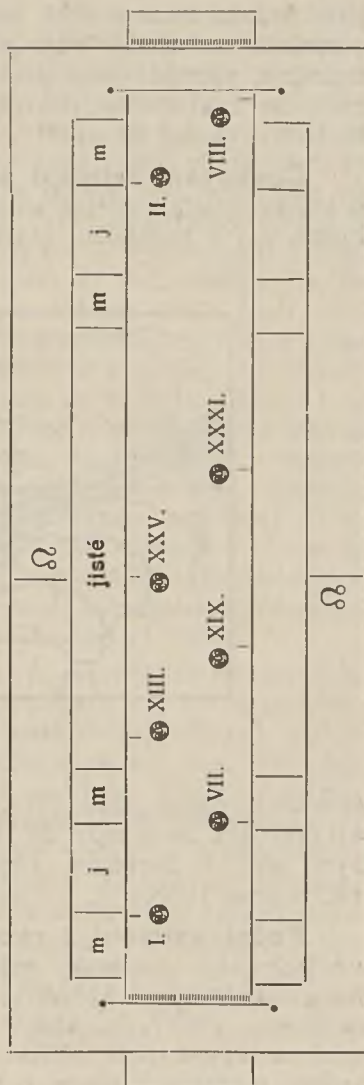 ☊
m j m jisté m j m
I. XIII. XXV. II.
VII. XIX. XXXI. VIII.
☊